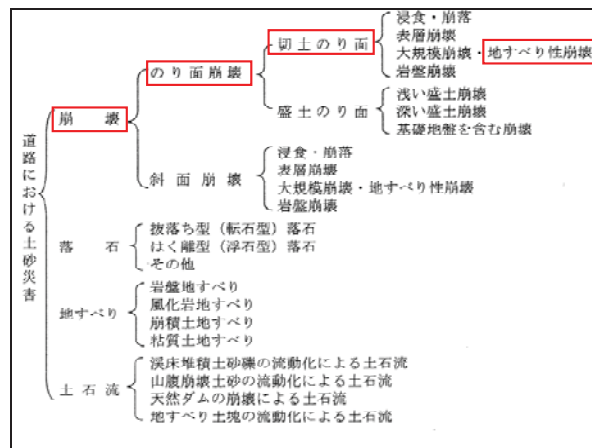 道路における土砂災害
崩壊
のり面崩壊
切土のり面
浸食・崩落
表層崩壊
大規模崩壊・地すべり性崩壊
岩盤崩壊
盛土のり面
浅い盛土崩壊
深い盛土崩壊
基礎地盤を含む崩壊
斜面崩壊
浸食・崩落
表層崩壊
大規模崩壊・地すべり性崩壊
岩盤崩壊
落石
抜落ち型（転石型）落石
はく離型（浮石型）落石
その他
地すべり
岩盤地すべり
風化岩地すべり
崩積土地すべり
粘質土地すべり
土石流
渓床堆積土砂礫の流動化による土石流
山腹崩壊土砂の流動化による土石流
天然ダムの崩壊による土石流
地すべり土塊の流動化による土石流